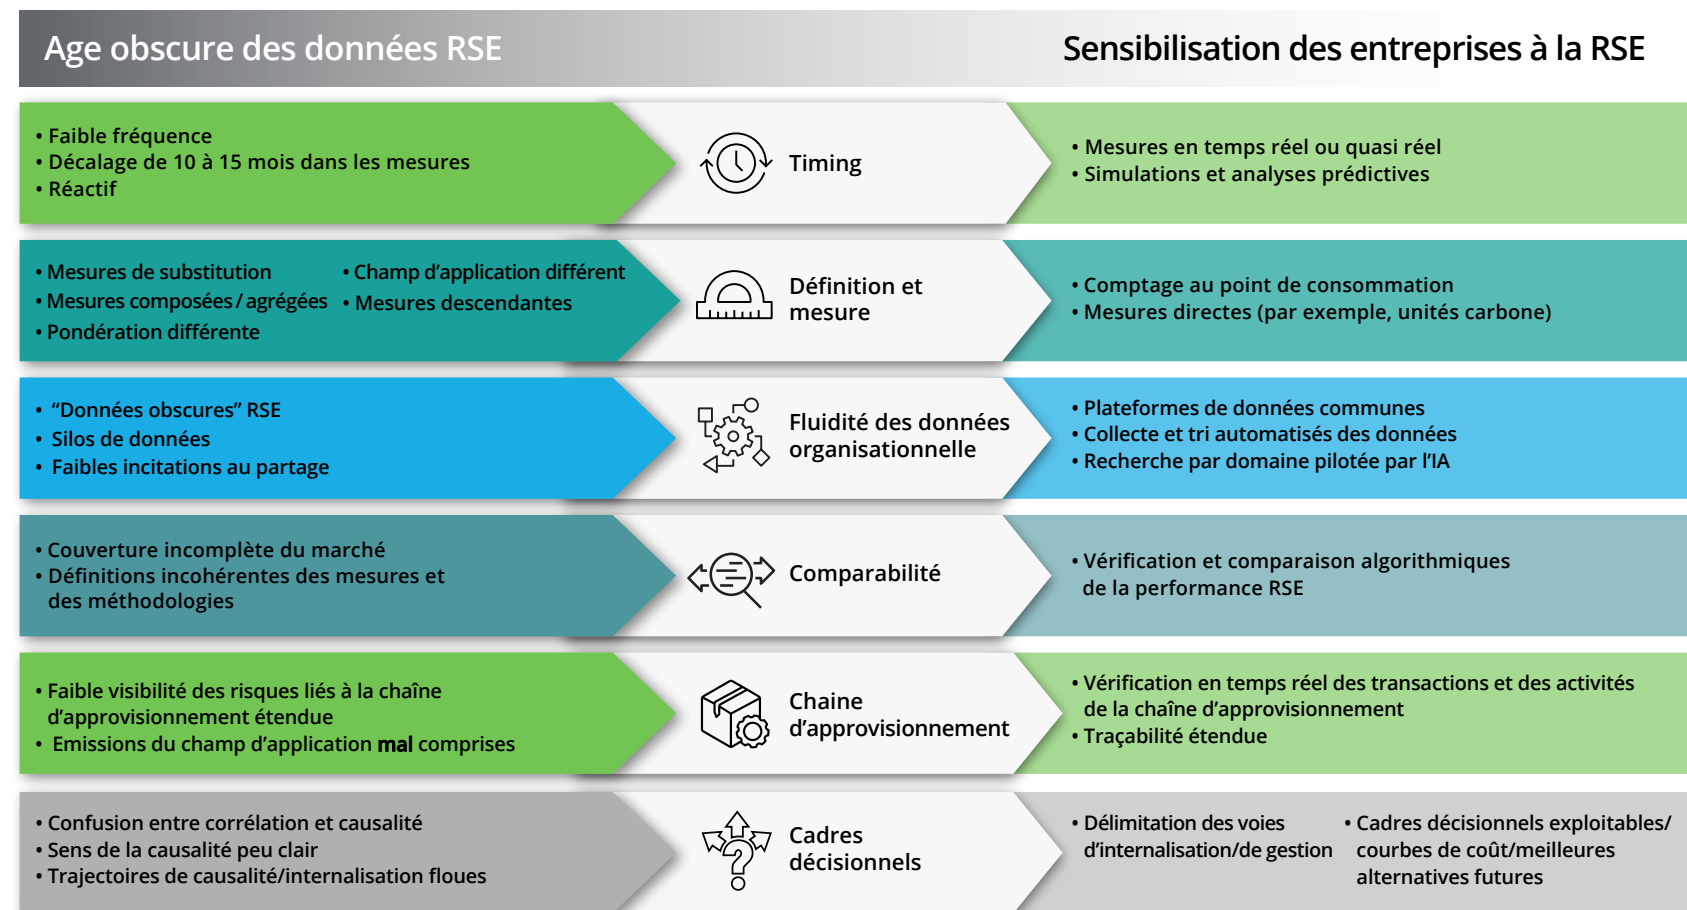 Age obscure des données RSE
Sensibilisation des entreprises à la RSE
• Faible fréquence
• Décalage de 10 à 15 mois dans les mesures
• Réactif
Timing
• Mesures en temps réel ou quasi réel
• Simulations et analyses prédictives
• Mesures de substitution
• Mesures composées / agrégées
• Pondération différente
• Champ d’application différent
• Mesures descendantes
Définition et
mesure
• Comptage au point de consommation
• Mesures directes (par exemple, unités carbone)
• “Données obscures” RSE
• Silos de données
• Faibles incitations au partage
Fluidité des données
organisationnelle
• Plateformes de données communes
• Collecte et tri automatisés des données
• Recherche par domaine pilotée par l’IA
• Couverture incomplète du marché
• Définitions incohérentes des mesures et
des méthodologies
Comparabilité
• Vérification et comparaison algorithmiques
de la performance RSE
• Faible visibilité des risques liés à la chaîne
d’approvisionnement étendue
• Emissions du champ d’application mal comprises
Chaine
d’approvisionnement
• Vérification en temps réel des transactions et des activités
de la chaîne d’approvisionnement
• Traçabilité étendue
• Confusion entre corrélation et causalité
• Sens de la causalité peu clair
• Trajectoires de causalité/internalisation floues
Cadres
décisionnels
• Délimitation des voies
d’internalisation/de gestion
• Cadres décisionnels exploitables/
courbes de coût/meilleures
alternatives futures